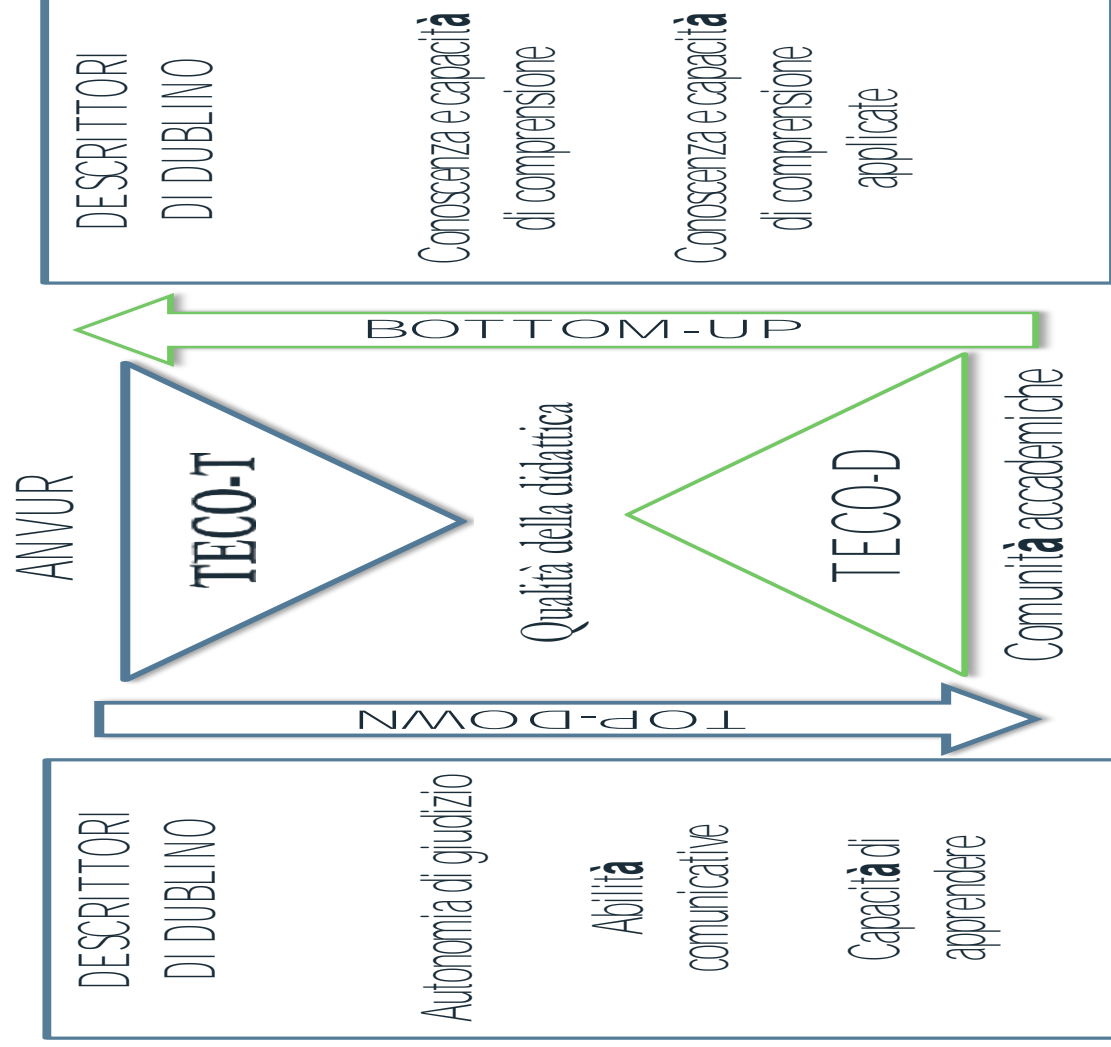 ANVUR
DESCRITTORI
DI DUBLINO
Autonomia di giudizio
Abilità
comunicative
Capacità di
apprendere
TOP-DOWN
TECO-T
Qualità della didattica
TECO-D
Comunità accademiche
BOTTOM-UP
DESCRITTORI
DI DUBLINO
Conoscenza e capacità
di comprensione
Conoscenza e capacità
di comprensione
applicate